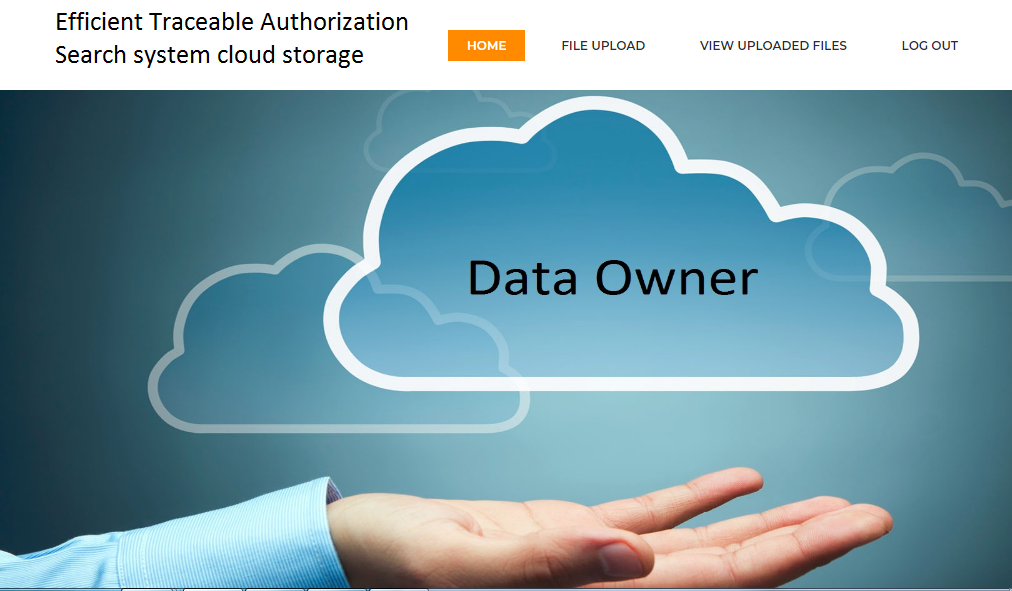 Efficient Traceable Authorization
Search system cloud storage
HOME
FILE UPLOAD
VIEW UPLOADED FILES
LOG OUT
Data Owner